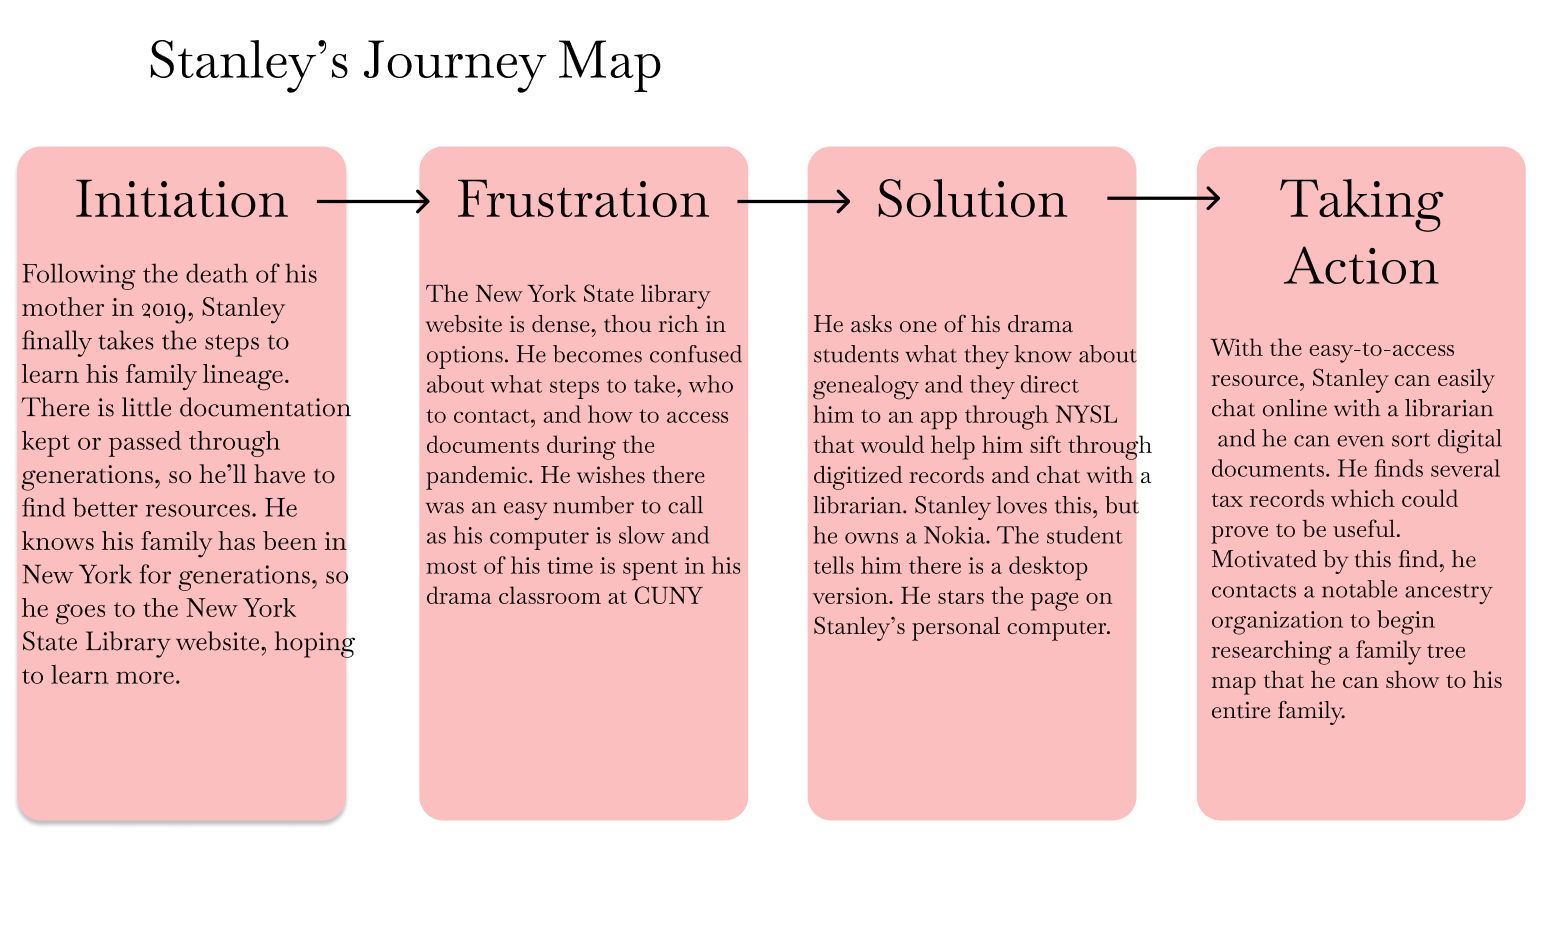 Stanley’s Journey Map
Initiation
Following the death of his
mother in 2019, Stanley
finally takes the steps to
learn his family lineage.
There is little documentation
kept or passed through
generations, so he’ll have to
find better resources. He
knows his family has been in
New York for generations, so
he goes to the New York
State Library website, hoping
to learn more.
Frustration
The New York State library
website is dense, thou rich in
options. He becomes confused
about what steps to take, who
to contact, and how to access
documents during the
pandemic. He wishes there
was an easy number to call
as his computer is slow and
most of his time is spent in his
drama classroom at CUNY
Solution
He asks one of his drama
students what they know about
genealogy and they direct
him to an app through NYSL
that would help him sift through
digitized records and chat with a
librarian. Stanley loves this, but
he owns a Nokia. The student
tells him there is a desktop
version. He stars the page on
Stanley’s personal computer.
Taking
Action
With the easy-to-access
resource, Stanley can easily
chat online with a librarian
and he can even sort digital
documents. He finds several
tax records which could
prove to be useful.
Motivated by this find, he
contacts a notable ancestry
organization to begin
researching a family tree
map that he can show to his
entire family.